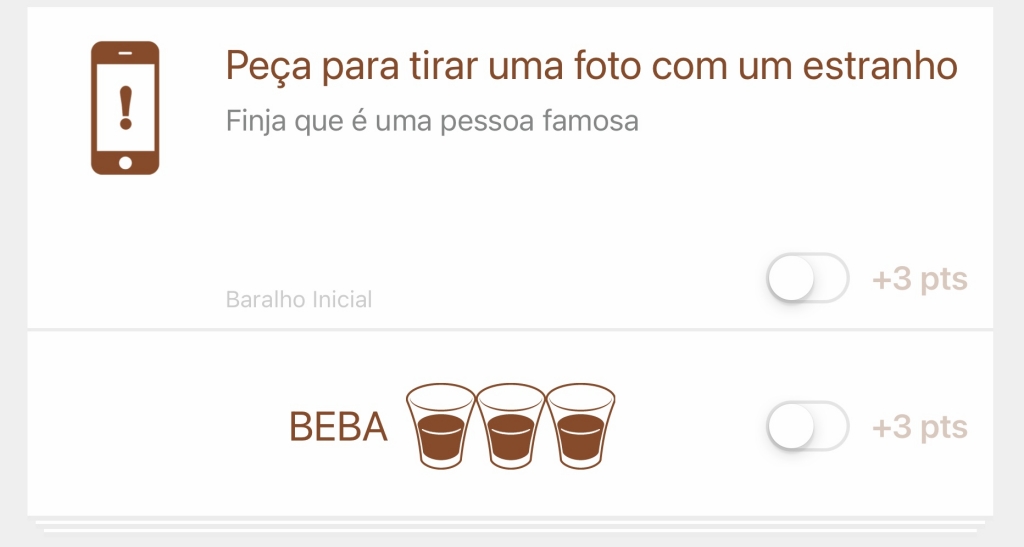 Peça para tirar uma foto com um estranho
Finja que é uma pessoa famosa
Baralho Inicial
+3 pts
BEBA
+3 pts